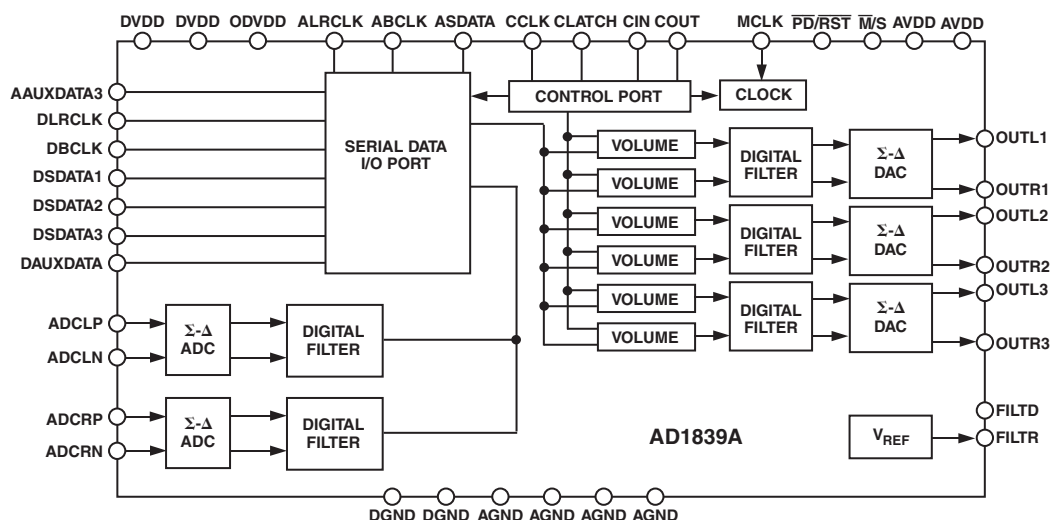 DVDD DVDD ODVDD ALRCLK ABCLK ASDATA CCLK CLATCH CIN COUT MCLK PD/RST M/S AVDD AVDD
AAUXDATA3
DLRCLK
DBCLK
DSDATA1
DSDATA2
DSDATA3
DAUXDATA
SERIAL DATA
I/O PORT
CONTROL PORT
CLOCK
VOLUME
VOLUME
VOLUME
VOLUME
VOLUME
VOLUME
DIGITAL
FILTER
DIGITAL
FILTER
DIGITAL
FILTER
Σ-Δ
DAC
Σ-Δ
DAC
Σ-Δ
DAC
OUTL1
OUTR1
OUTL2
OUTR2
OUTL3
OUTR3
ADCLP
ADCLN
Σ-Δ
ADC
DIGITAL
FILTER
ADCRP
ADCRN
Σ-Δ
ADC
DIGITAL
FILTER
AD1839A
VREF
FILTD
FILTR
DGND DGND AGND AGND AGND AGND